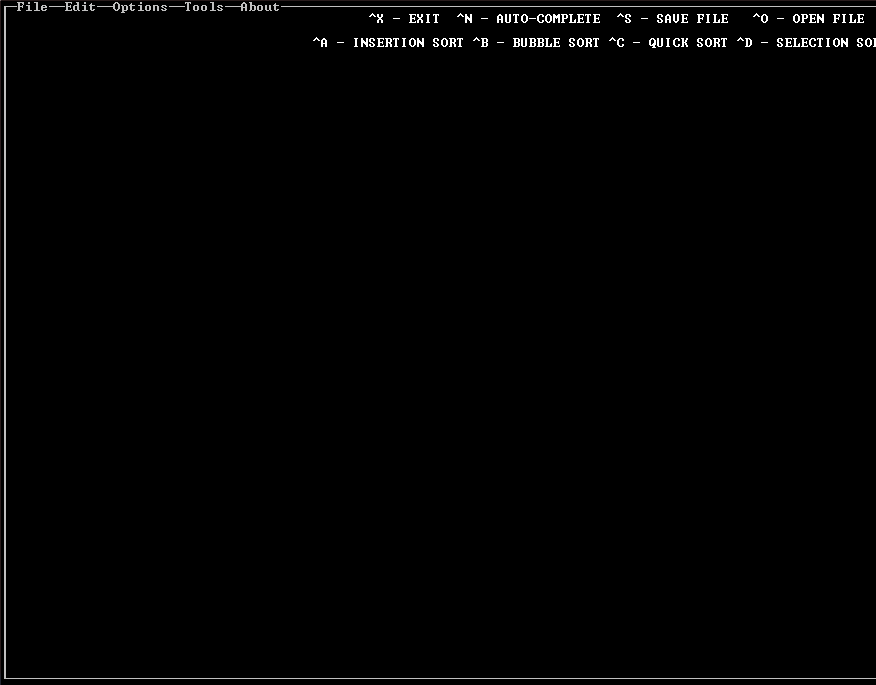 File Edit Options Tools About
^X - EXIT ^N - AUTO-COMPLETE ^S - SAVE FILE ^O - OPEN FILE
^A - INSERTION SORT ^B - BUBBLE SORT ^C - QUICK SORT ^D - SELECTION